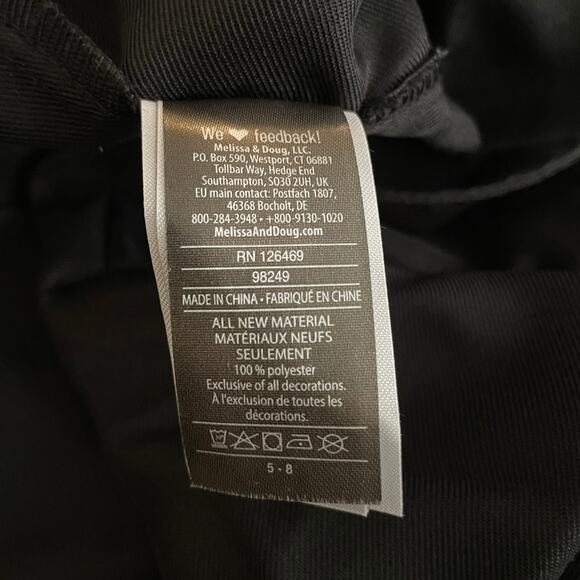 We ♥ feedback!
Melissa & Doug, LLC.
P.O. Box 590, Westport, CT 06881
Tollbar Way, Hedge End
Southampton, SO30 2UH, UK
EU main contact: Postfach 1807,
46368 Bocholt, DE
800-284-3948 • +800-9130-1020
MelissaAndDoug.com
RN 126469
98249
MADE IN CHINA • FABRIQUÉ EN CHINE
ALL NEW MATERIAL
MATÉRIAUX NEUFS
SEULEMENT
100% polyester
Exclusive of all decorations.
À l'exclusion de toutes les
décorations.
5 - 8